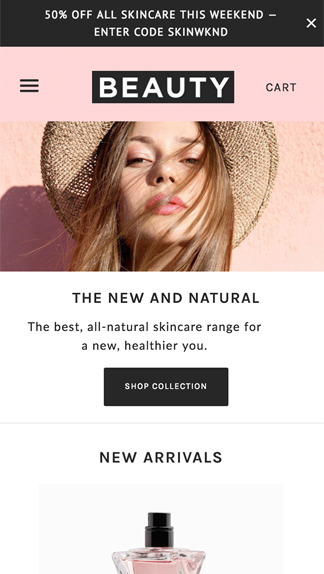 50% OFF ALL SKINCARE THIS WEEKEND –
ENTER CODE SKINWKND
BEAUTY
CART
THE NEW AND NATURAL
The best, all-natural skincare range for
a new, healthier you.
SHOP COLLECTION
NEW ARRIVALS